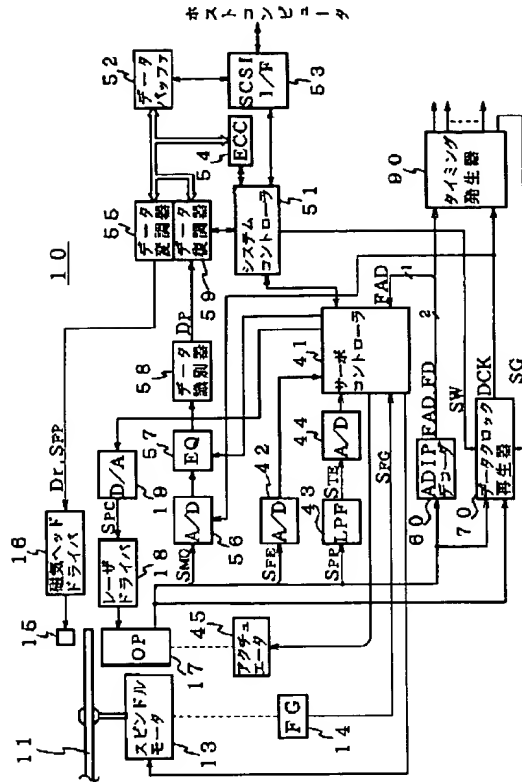 10
ホストコンピュータ
11
スピンドル
モータ
13
FG
14
15
16
磁気ヘッド
ドライバ
Dr,SFP
OP
17
アクチュ
エータ
45
レーザ
ドライバ
18
SPC
D/A
19
SMO
A/D
56
EQ
57
データ
識別器
58
DP
データ
変調器
55
データ
復調器
59
データ
バッファ
52
SCSI
I/F
53
ECC
54
システム
コントローラ
51
SFE
A/D
42
SPP
LPF
43
STE
A/D
44
サーボ
コントローラ
41
SFG
FAD
1
2
ADIP
デコーダ
60
FAD,FD
データクロック
再生器
70
SW
DCK
SG
タイミング
発生器
90